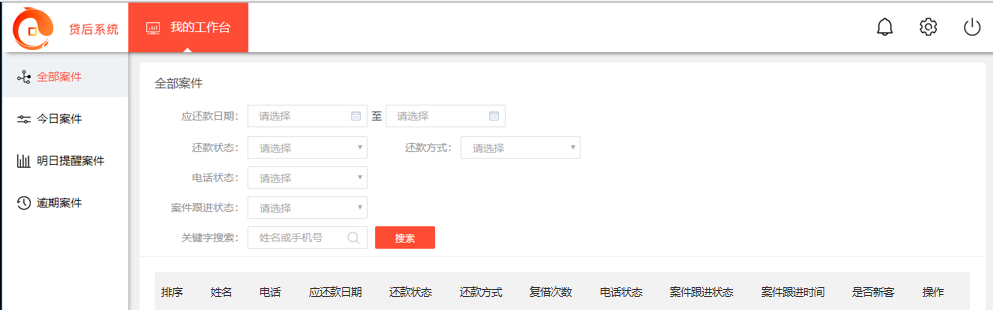 贷后系统
我的工作台
全部案件
今日案件
明日提醒案件
逾期案件
全部案件
应还款日期: 请选择 至 请选择
还款状态: 请选择 还款方式: 请选择
电话状态: 请选择
案件跟进状态: 请选择
关键字搜索: 姓名或手机号 搜索
排序 姓名 电话 应还款日期 还款状态 还款方式 复借次数 电话状态 案件跟进状态 案件跟进时间 是否新客 操作